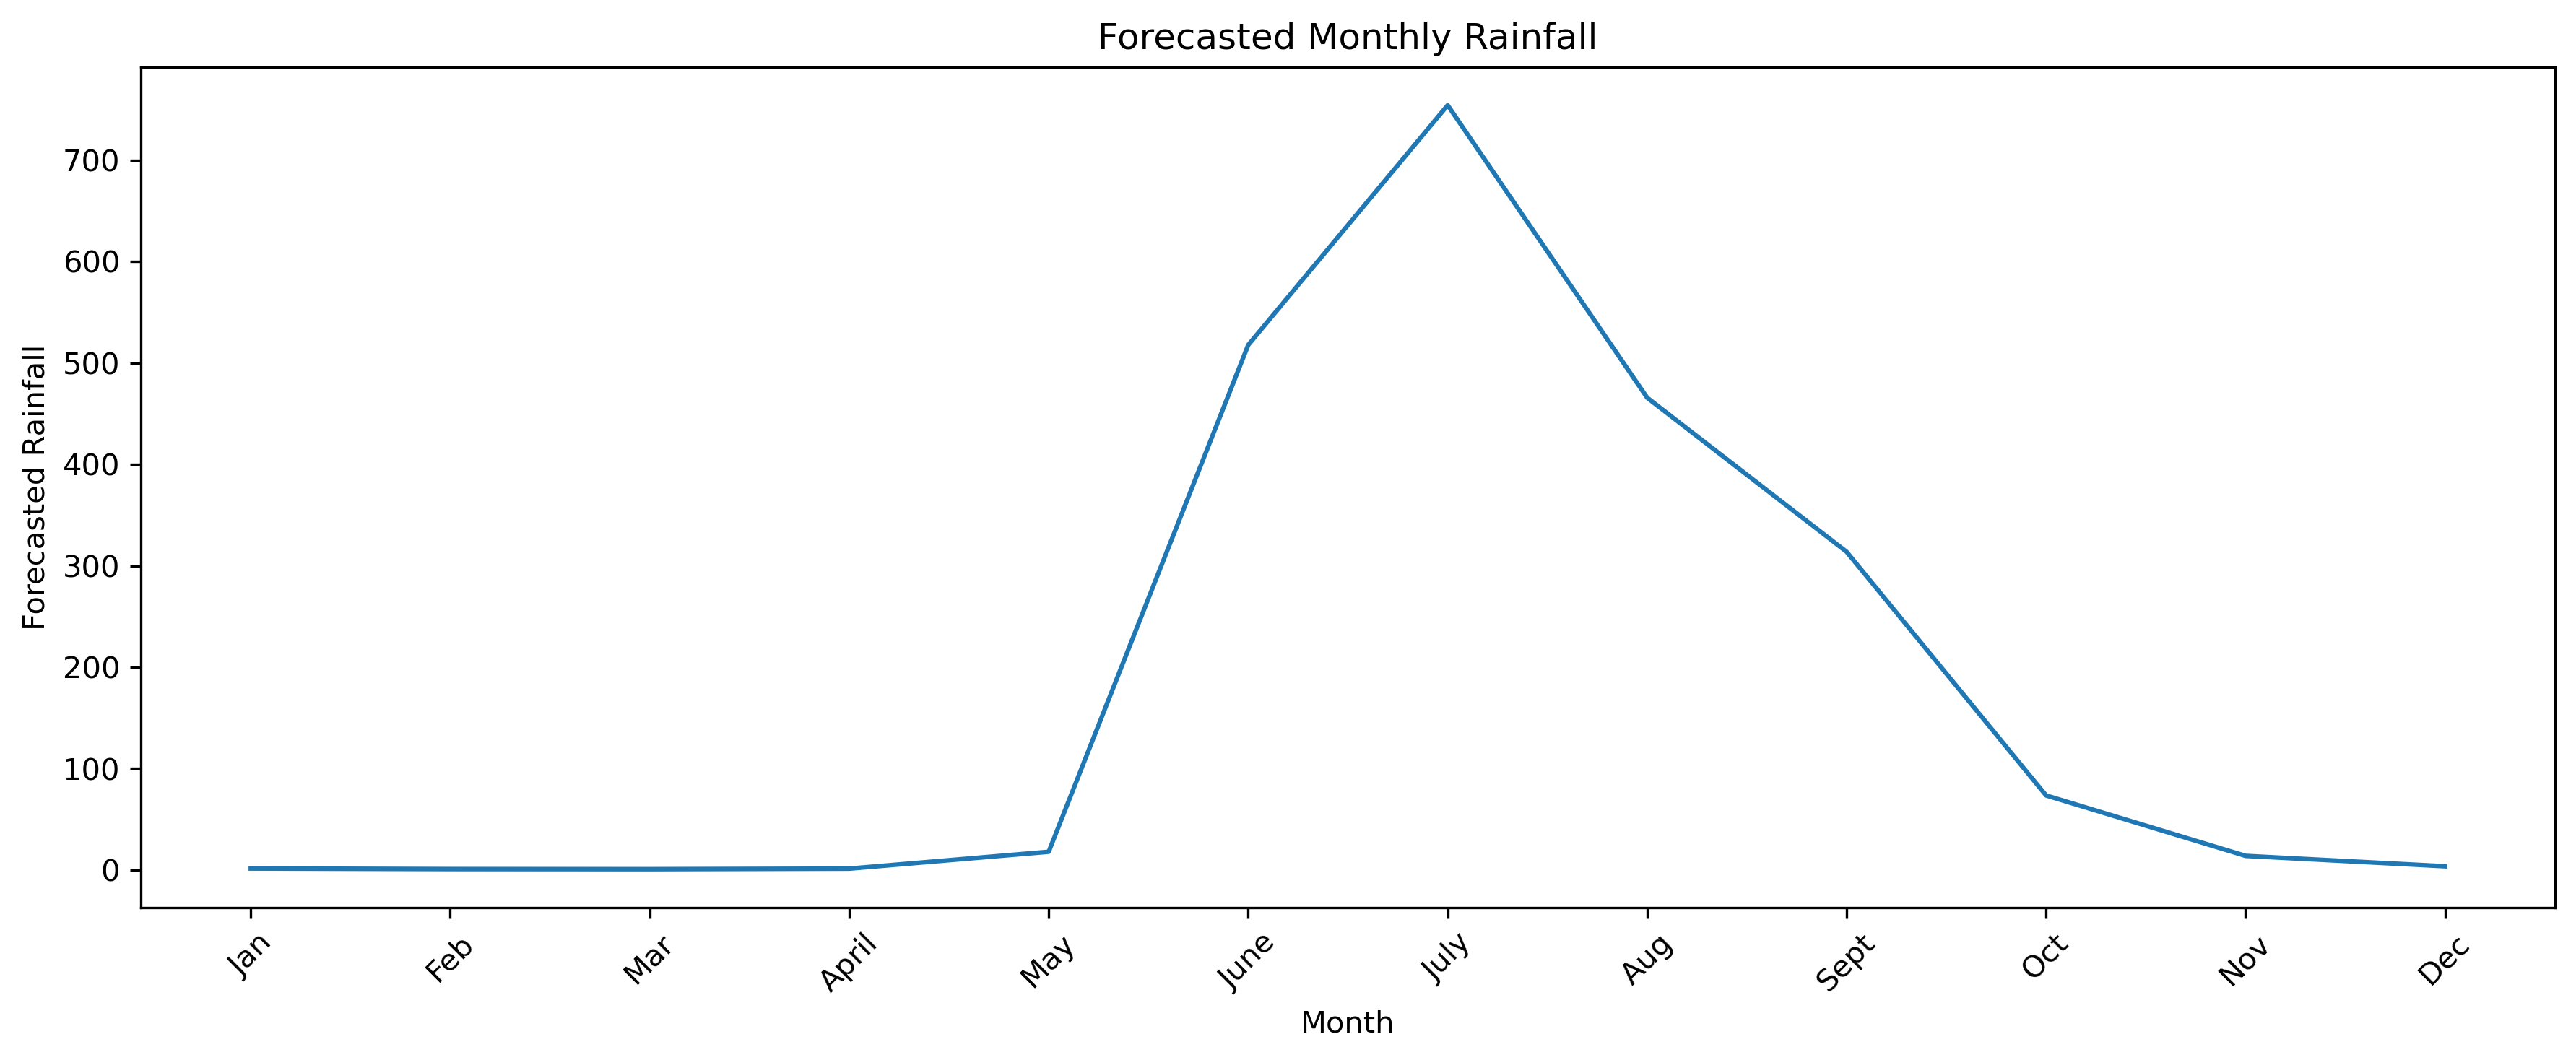 Forecasted Monthly Rainfall
Forecasted Rainfall
700
600
500
400
300
200
100
0
Jan
Feb
Mar
April
May
June
July
Aug
Sept
Oct
Nov
Dec
Month